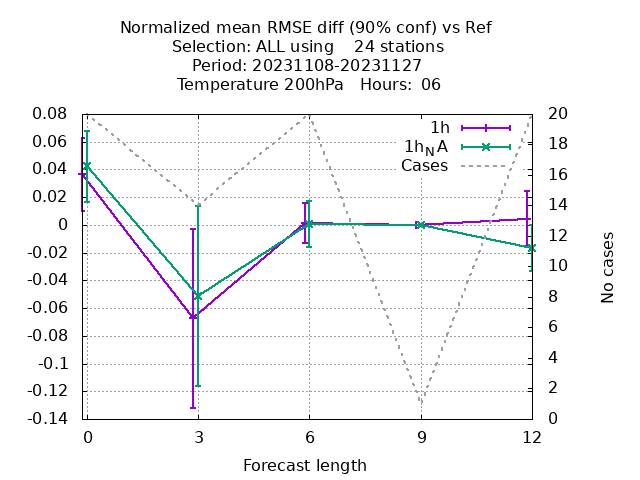 Normalized mean RMSE diff (90% conf) vs Ref
Selection: ALL using    24 stations
Period: 20231108-20231127
Temperature 200hPa   Hours:  06
0.08
0.06
0.04
0.02
0
-0.02
-0.04
-0.06
-0.08
-0.1
-0.12
-0.14
1h
1h_N A
Cases
20
18
16
14
12
10
8
6
4
2
0
No cases
0 3 6 9 12
Forecast length